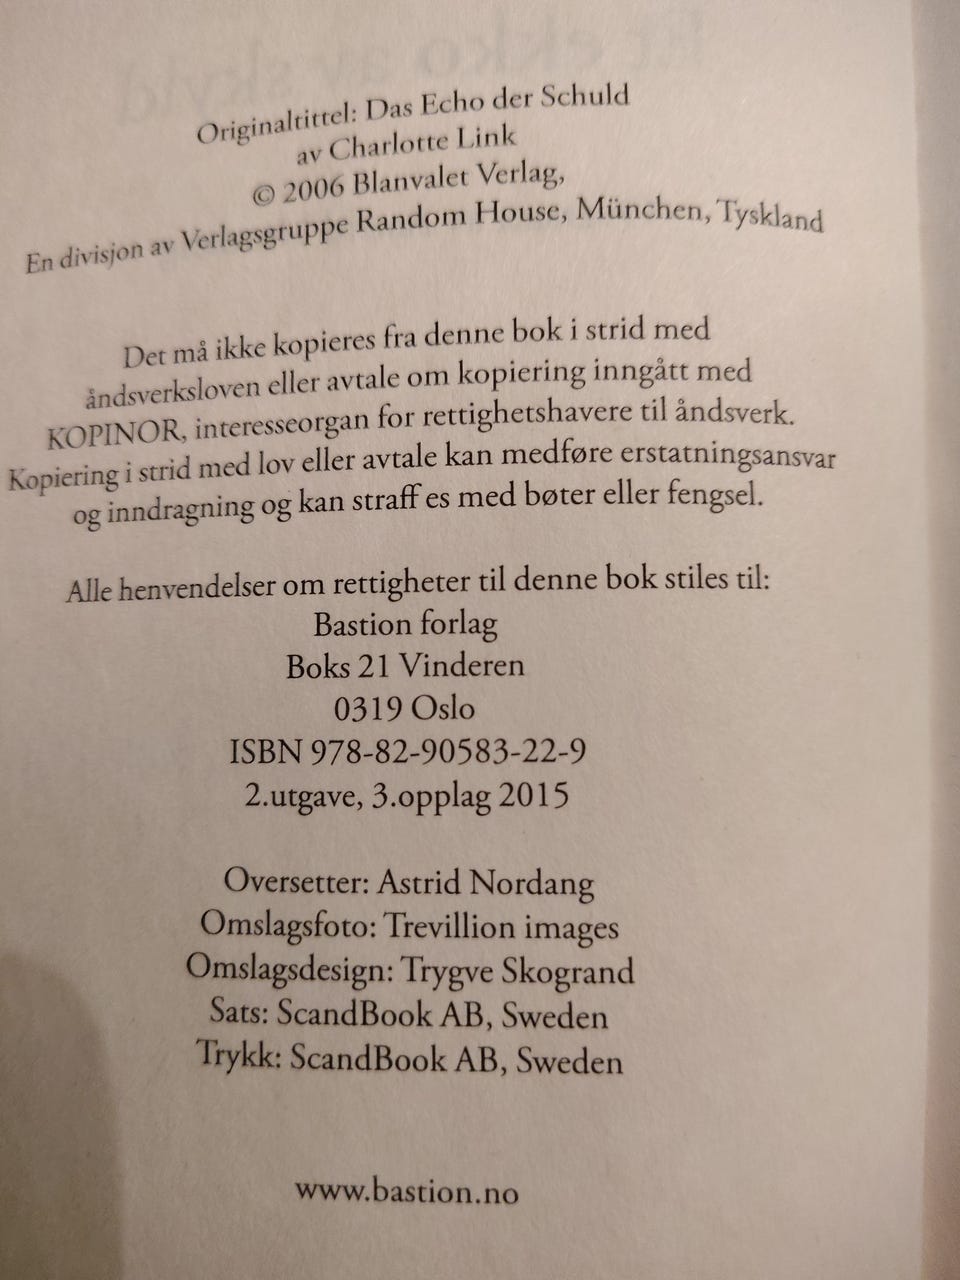 Originaltittel: Das Echo der Schuld
av Charlotte Link
© 2006 Blanvalet Verlag,
En divisjon av Verlagsgruppe Random House, München, Tyskland
Det må ikke kopieres fra denne bok i strid med
åndsverksloven eller avtale om kopiering inngått med
KOPINOR, interesseorgan for rettighetshavere til åndsverk.
Kopiering i strid med lov eller avtale kan medføre erstatningsansvar
og inndragning og kan straff es med bøter eller fengsel.
Alle henvendelser om rettigheter til denne bok stiles til:
Bastion forlag
Boks 21 Vinderen
0319 Oslo
ISBN 978-82-90583-22-9
2.utgave, 3.opplag 2015
Oversetter: Astrid Nordang
Omslagsfoto: Trevillion images
Omslagsdesign: Trygve Skogrand
Sats: ScandBook AB, Sweden
Trykk: ScandBook AB, Sweden
www.bastion.no